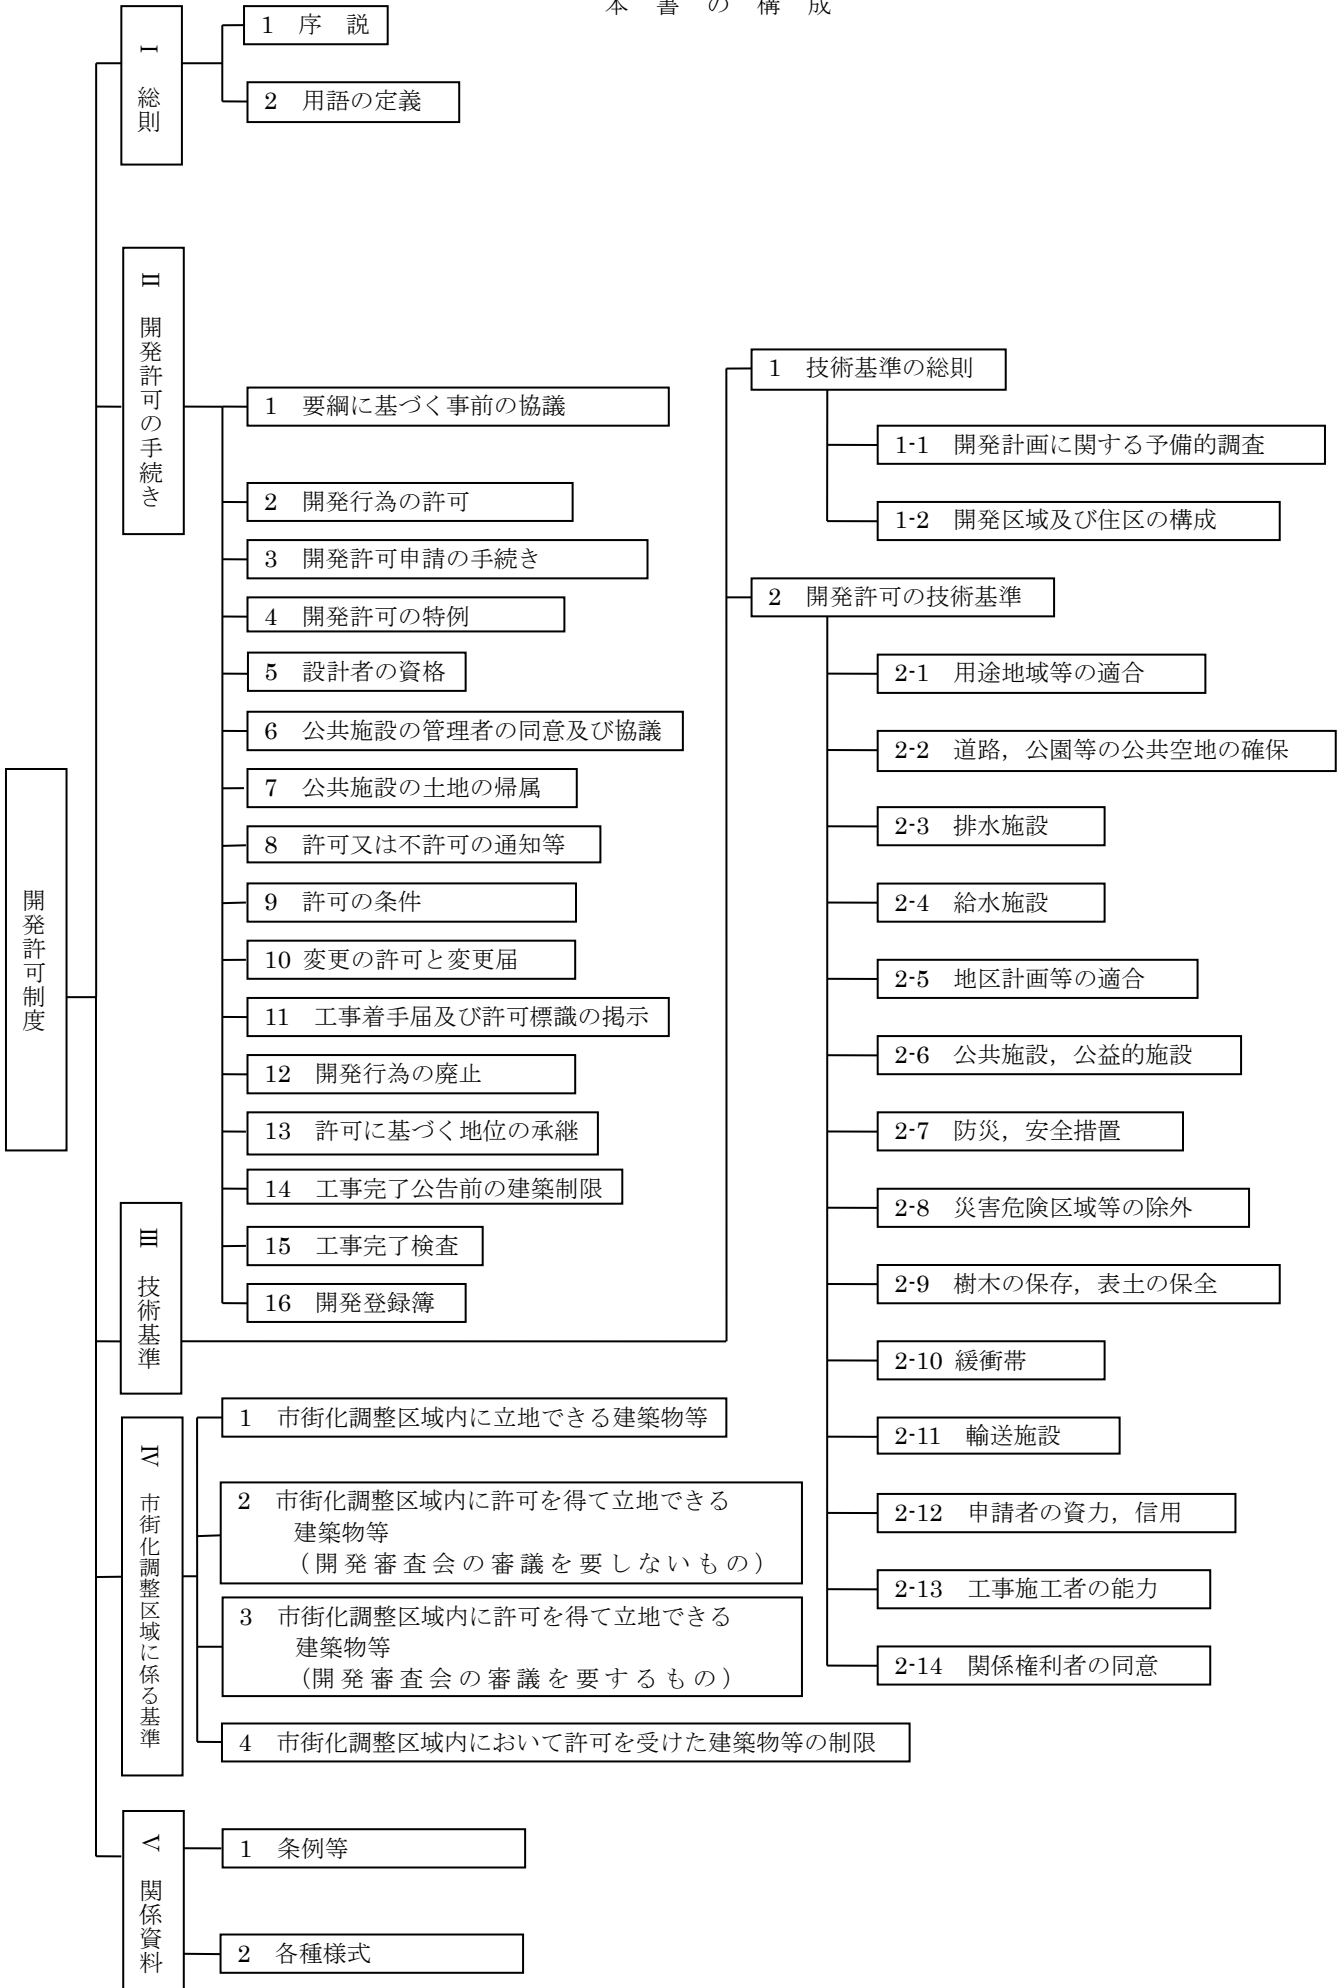 本 書 の 構 成
開発許可制度
Ⅰ 総則
1 序 説
2 用語の定義
Ⅱ 開発許可の手続き
1 要綱に基づく事前の協議
2 開発行為の許可
3 開発許可申請の手続き
4 開発許可の特例
5 設計者の資格
6 公共施設の管理者の同意及び協議
7 公共施設の土地の帰属
8 許可又は不許可の通知等
9 許可の条件
10 変更の許可と変更届
11 工事着手届及び許可標識の掲示
12 開発行為の廃止
13 許可に基づく地位の承継
14 工事完了公告前の建築制限
15 工事完了検査
16 開発登録簿
Ⅲ 技術基準
1 技術基準の総則
1-1 開発計画に関する予備的調査
1-2 開発区域及び住区の構成
2 開発許可の技術基準
2-1 用途地域等の適合
2-2 道路，公園等の公共空地の確保
2-3 排水施設
2-4 給水施設
2-5 地区計画等の適合
2-6 公共施設，公益的施設
2-7 防災，安全措置
2-8 災害危険区域等の除外
2-9 樹木の保存，表土の保全
2-10 緩衝帯
2-11 輸送施設
2-12 申請者の資力，信用
2-13 工事施工者の能力
2-14 関係権利者の同意
Ⅳ 市街化調整区域に係る基準
1 市街化調整区域内に立地できる建築物等
2 市街化調整区域内に許可を得て立地できる
建築物等
（開発審査会の審議を要しないもの）
3 市街化調整区域内に許可を得て立地できる
建築物等
（開発審査会の審議を要するもの）
4 市街化調整区域内において許可を受けた建築物等の制限
Ⅴ 関係資料
1 条例等
2 各種様式